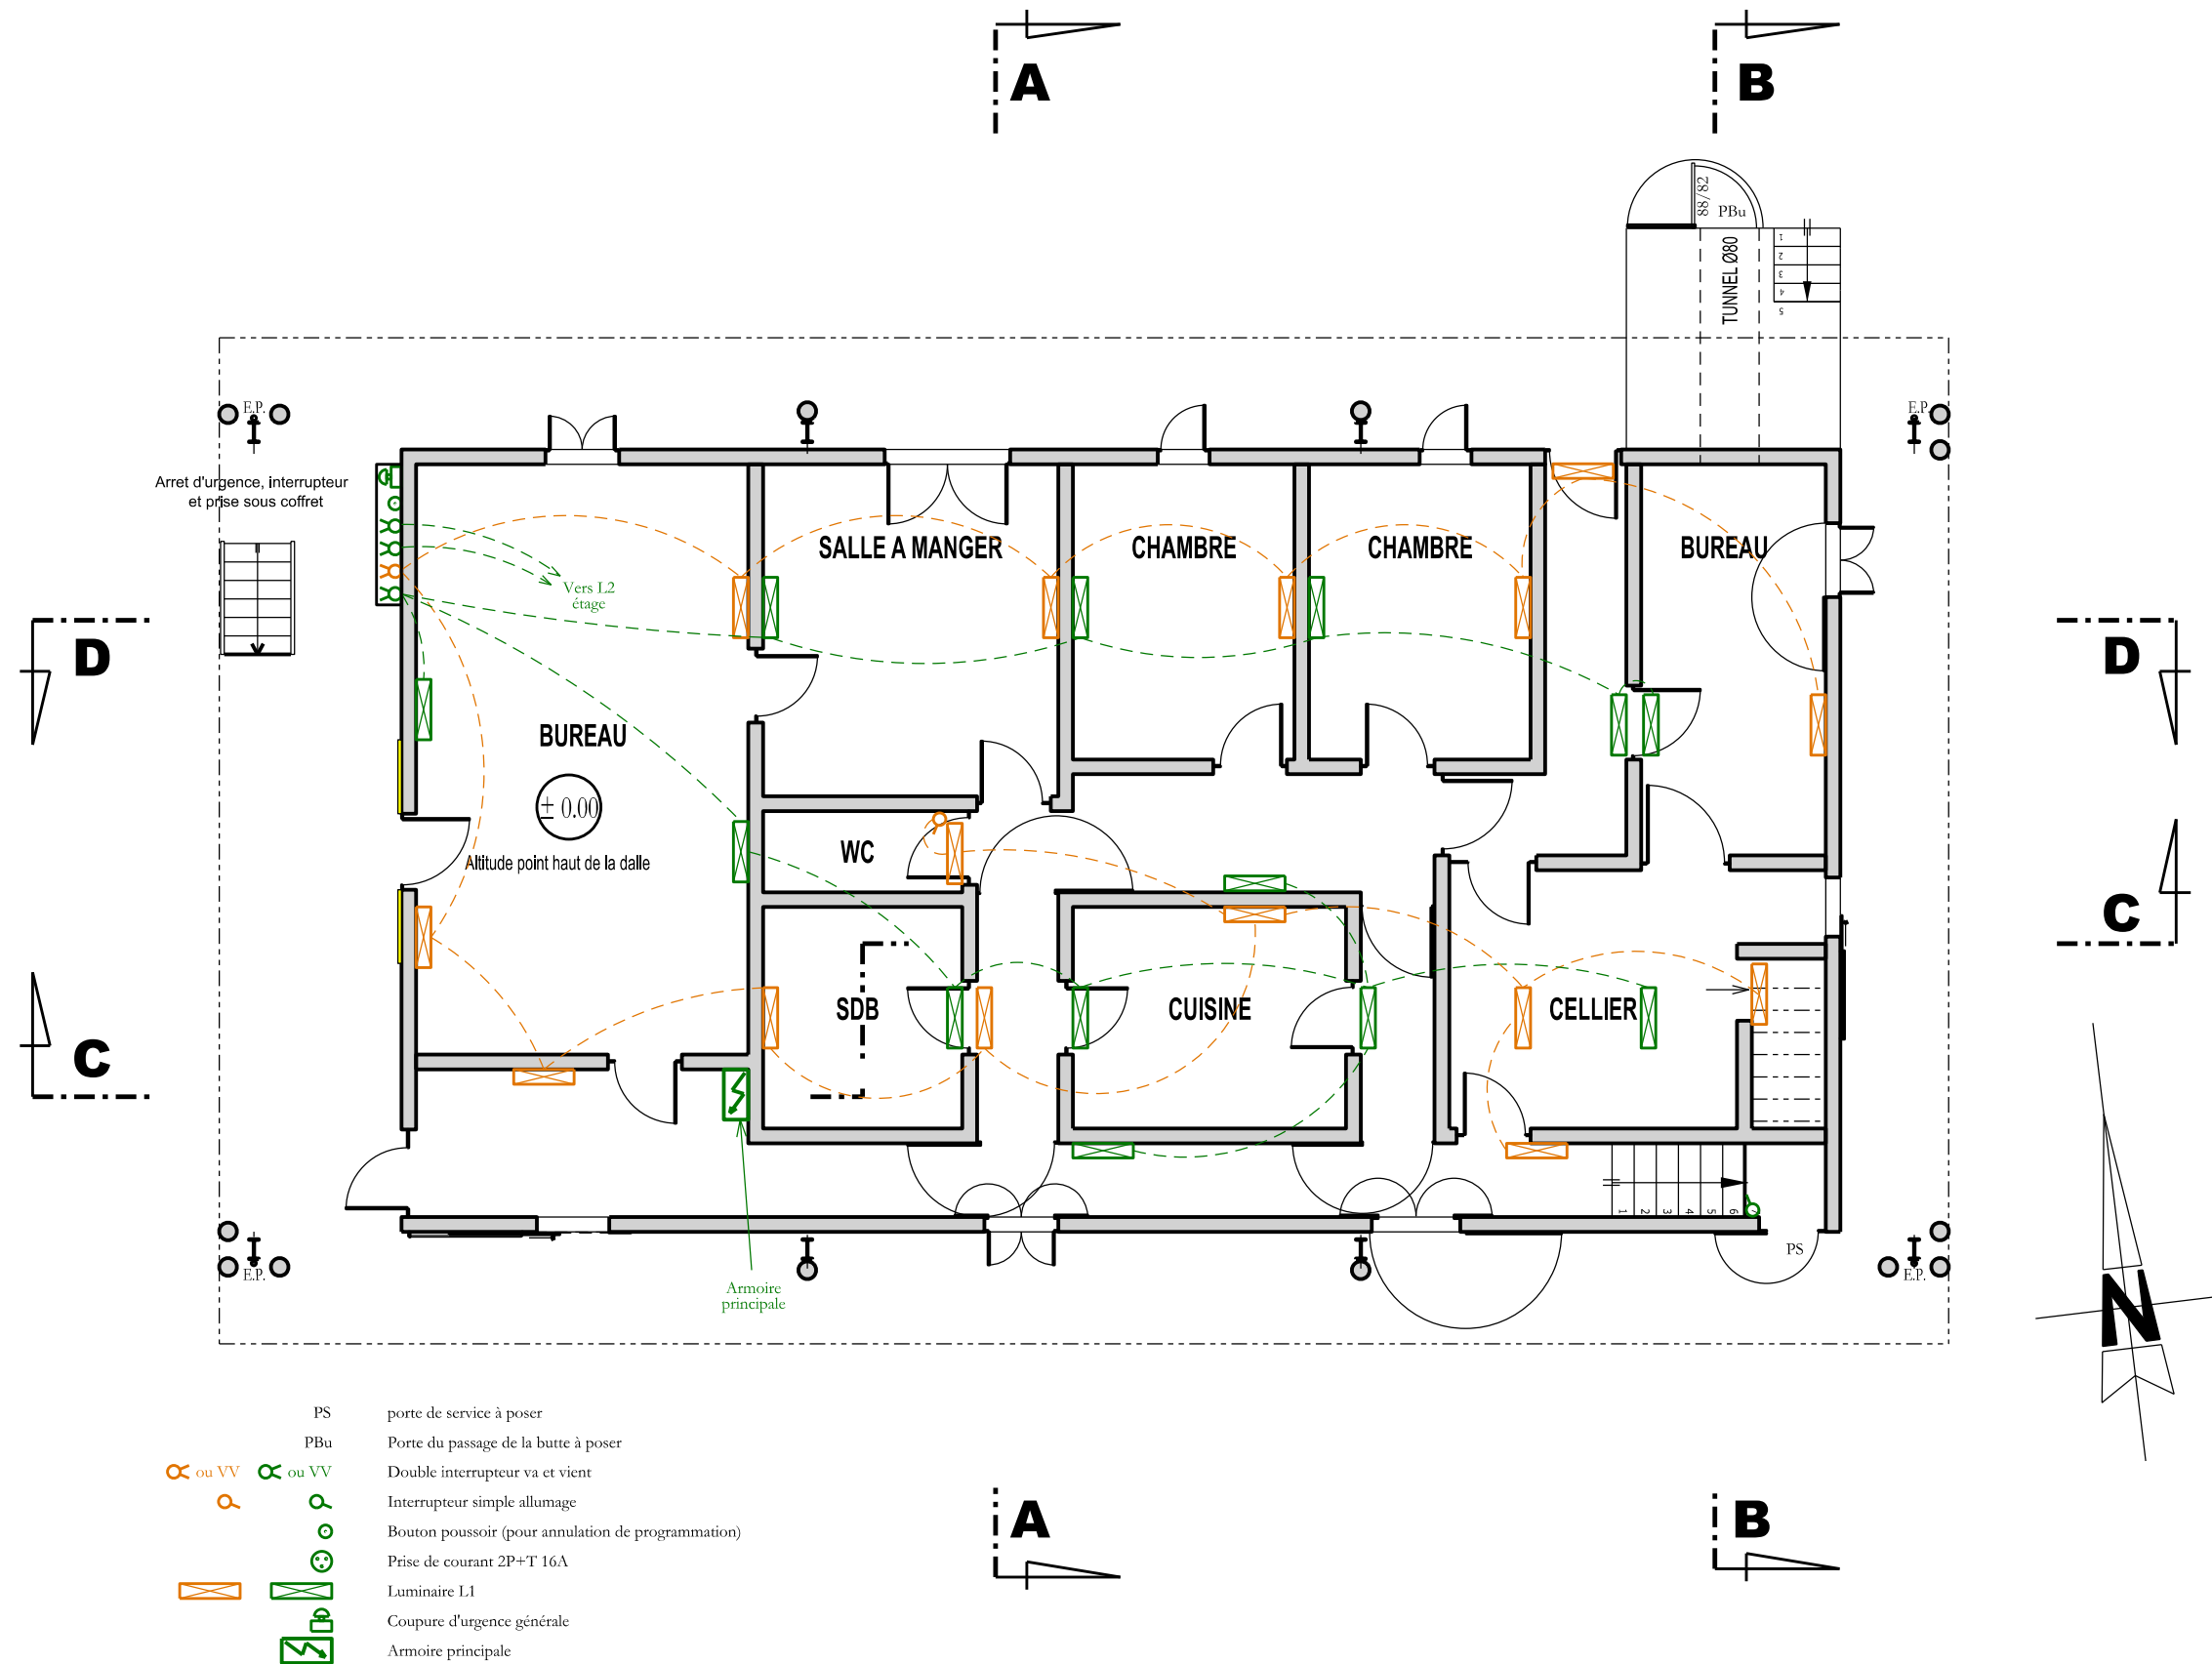 A
B
88/82
PBu
TUNNEL Ø80
1
2
3
4
5
E.P.
E.P.
Arret d'urgence, interrupteur
et prise sous coffret
SALLE A MANGER
CHAMBRE
CHAMBRE
BUREAU
Vers L2
étage
D
D
BUREAU
± 0.00
Altitude point haut de la dalle
WC
C
SDB
CUISINE
CELLIER
C
1
2
3
4
5
6
PS
E.P.
E.P.
Armoire
principale
N
PS porte de service à poser
PBu Porte du passage de la butte à poser
ou VV ou VV Double interrupteur va et vient
Interrupteur simple allumage
Bouton poussoir (pour annulation de programmation)
Prise de courant 2P+T 16A
Luminaire L1
Coupure d'urgence générale
Armoire principale
A
B